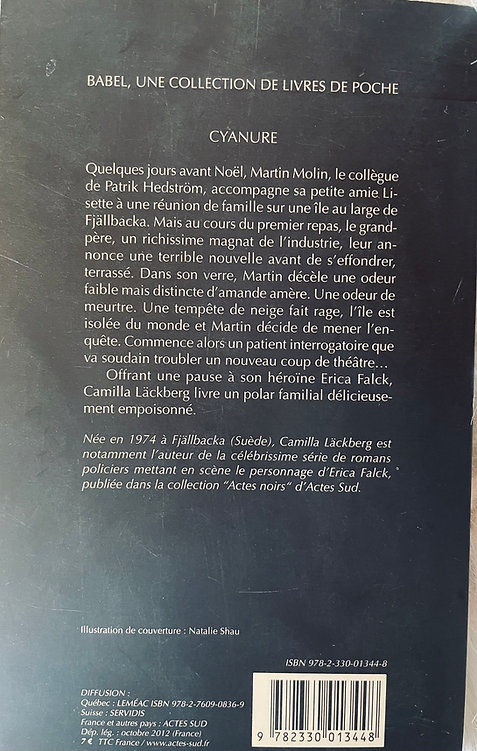 BABEL, UNE COLLECTION DE LIVRES DE POCHE
CYANURE
Quelques jours avant Noël, Martin Molin, le collègue
de Patrik Hedström, accompagne sa petite amie Li-
sette à une réunion de famille sur une île au large de
Fjällbacka. Mais au cours du premier repas, le grand-
père, un richissime magnat de l'industrie, leur an-
nonce une terrible nouvelle avant de s'effondrer,
terrassé. Dans son verre, Martin décèle une odeur
faible mais distincte d'amande amère. Une odeur de
meurtre. Une tempête de neige fait rage, l'île est
isolée du monde et Martin décide de mener l'en-
quête. Commence alors un patient interrogatoire que
va soudain troubler un nouveau coup de théâtre…
Offrant une pause à son héroïne Erica Falck,
Camilla Läckberg livre un polar familial délicieuse-
ment empoisonné.
Née en 1974 à Fjällbacka (Suède), Camilla Läckberg est
notamment l'auteur de la célébrissime série de romans
policiers mettant en scène le personnage d'Erica Falck,
publiée dans la collection “Actes noirs“ d'Actes Sud.
Illustration de couverture : Natalie Shau
ISBN 978-2-330-01344-8
DIFFUSION :
Québec : LEMÉAC ISBN 978-2-7609-0836-9
Suisse : SERVIDIS
France et autres pays : ACTES SUD
Dép. lég. : octobre 2012 (France)
7 € TTC France / www.actes-sud.fr
9 782330 013448